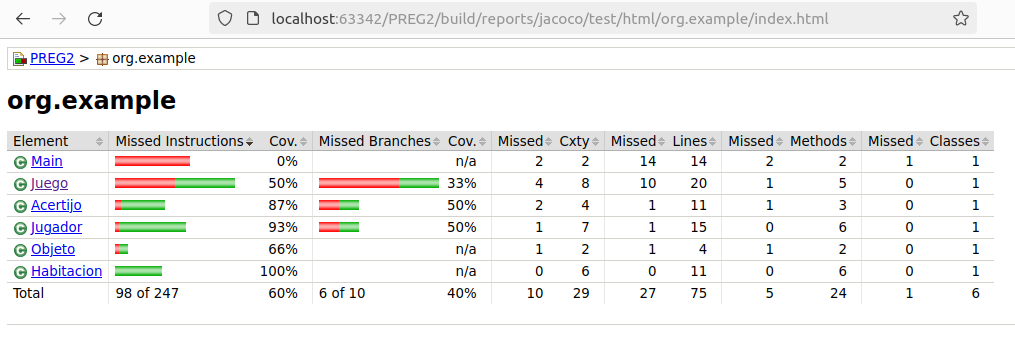 localhost:63342/PREG2/build/reports/jacoco/test/html/org.example/index.html
PREG2 > org.example
org.example
Element Missed Instructions Cov. Missed Branches Cov. Missed Cxty Missed Lines Missed Methods Missed Classes
Main 0% n/a 2 2 14 14 2 2 1 1
Juego 50% 33% 4 8 10 20 1 5 0 1
Acertijo 87% 50% 2 4 1 11 1 3 0 1
Jugador 93% 50% 1 7 1 15 0 6 0 1
Objeto 66% n/a 1 2 1 4 1 2 0 1
Habitacion 100% n/a 0 6 0 11 0 6 0 1
Total 98 of 247 60% 6 of 10 40% 10 29 27 75 5 24 1 6